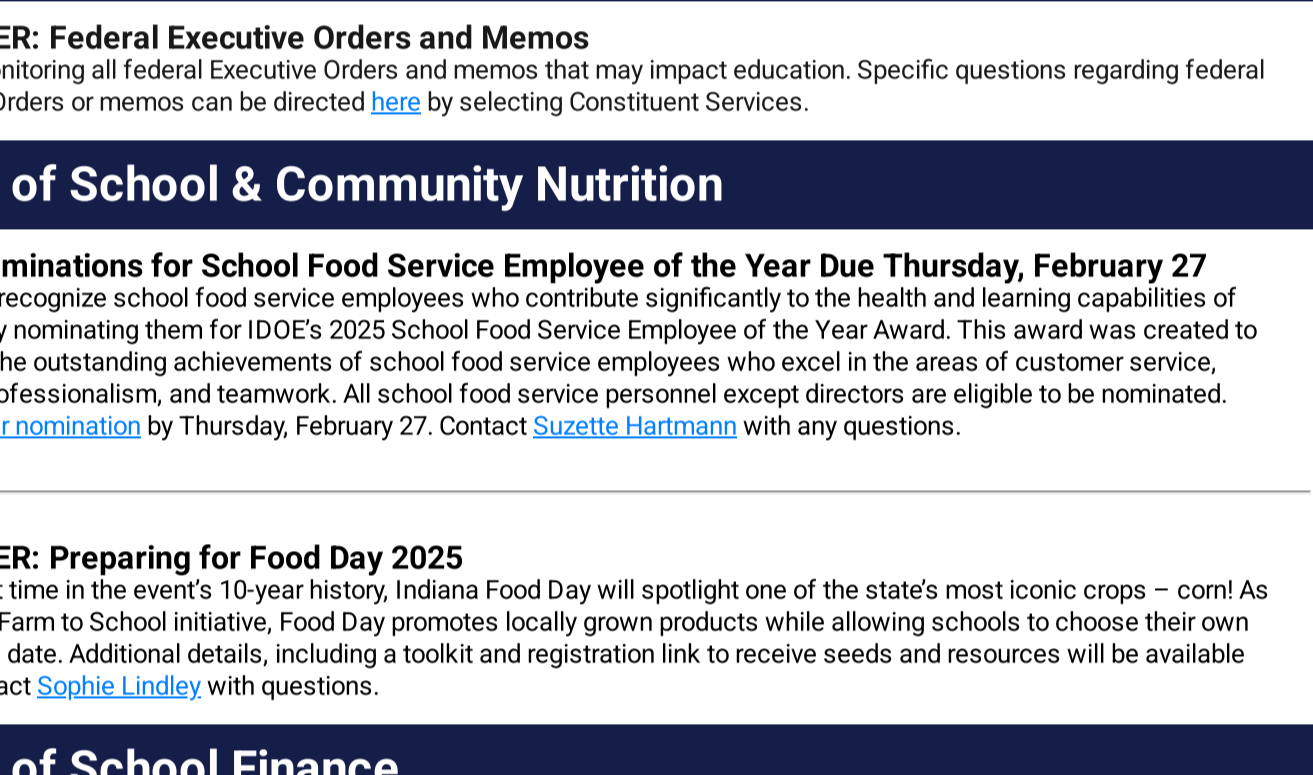 ER: Federal Executive Orders and Memos
nitoring all federal Executive Orders and memos that may impact education. Specific questions regarding federal
Orders or memos can be directed here by selecting Constituent Services.
of School & Community Nutrition
minations for School Food Service Employee of the Year Due Thursday, February 27
recognize school food service employees who contribute significantly to the health and learning capabilities of
y nominating them for IDOE’s 2025 School Food Service Employee of the Year Award. This award was created to
he outstanding achievements of school food service employees who excel in the areas of customer service,
ofessionalism, and teamwork. All school food service personnel except directors are eligible to be nominated.
r nomination by Thursday, February 27. Contact Suzette Hartmann with any questions.
ER: Preparing for Food Day 2025
t time in the event’s 10-year history, Indiana Food Day will spotlight one of the state’s most iconic crops – corn! As
Farm to School initiative, Food Day promotes locally grown products while allowing schools to choose their own
date. Additional details, including a toolkit and registration link to receive seeds and resources will be available
act Sophie Lindley with questions.
of School Finance